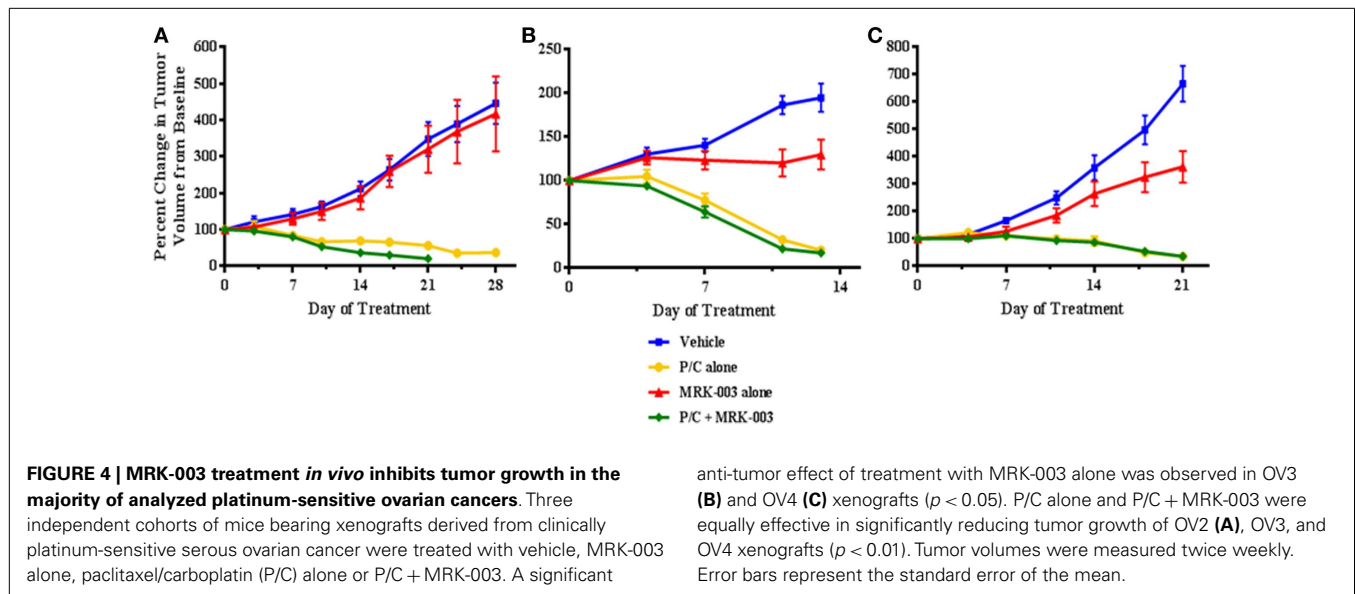 A
B
C
Percent Change in Tumor
Volume from Baseline
600
500
400
300
200
100
0
0 7 14 21 28
Day of Treatment
250
200
150
100
50
0
0 7 14
Day of Treatment
800
700
600
500
400
300
200
100
0
0 7 14 21
Day of Treatment
Vehicle
P/C alone
MRK-003 alone
P/C + MRK-003
FIGURE 4 | MRK-003 treatment in vivo inhibits tumor growth in the
majority of analyzed platinum-sensitive ovarian cancers. Three
independent cohorts of mice bearing xenografts derived from clinically
platinum-sensitive serous ovarian cancer were treated with vehicle, MRK-003
alone, paclitaxel/carboplatin (P/C) alone or P/C + MRK-003. A significant
anti-tumor effect of treatment with MRK-003 alone was observed in OV3
(B) and OV4 (C) xenografts (p < 0.05). P/C alone and P/C + MRK-003 were
equally effective in significantly reducing tumor growth of OV2 (A), OV3, and
OV4 xenografts (p < 0.01). Tumor volumes were measured twice weekly.
Error bars represent the standard error of the mean.